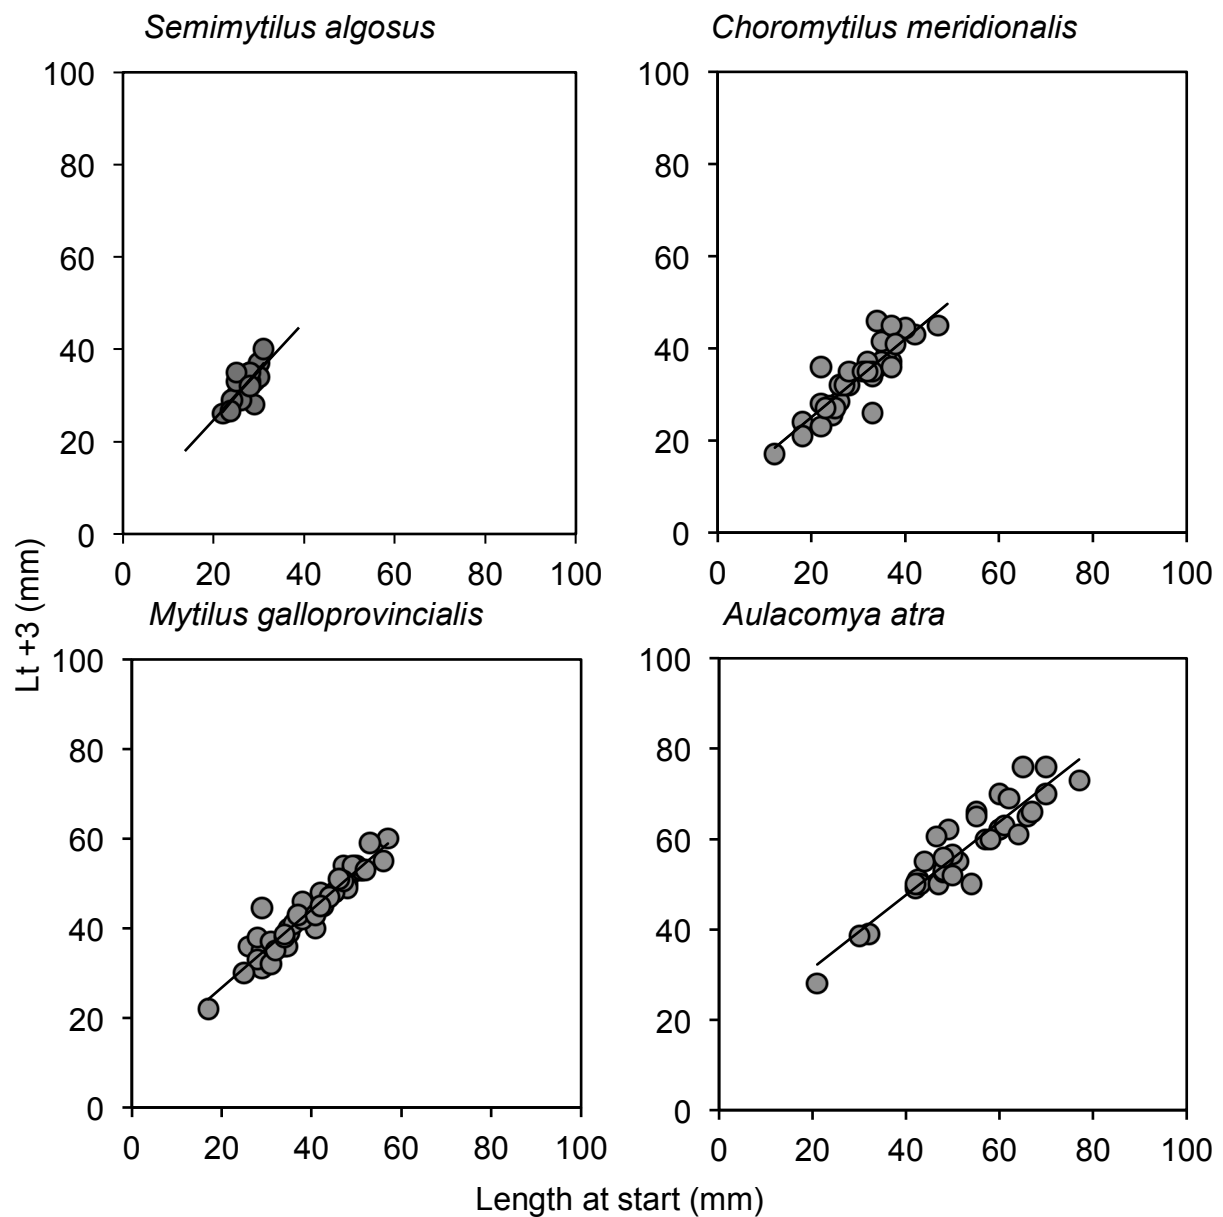 Semimytilus algosus
Choromytilus meridionalis
100
80
60
40
20
0
0 20 40 60 80 100
100
80
60
40
20
0
0 20 40 60 80 100
Lt +3 (mm)
Mytilus galloprovincialis
Aulacomya atra
100
80
60
40
20
0
0 20 40 60 80 100
100
80
60
40
20
0
0 20 40 60 80 100
Length at start (mm)